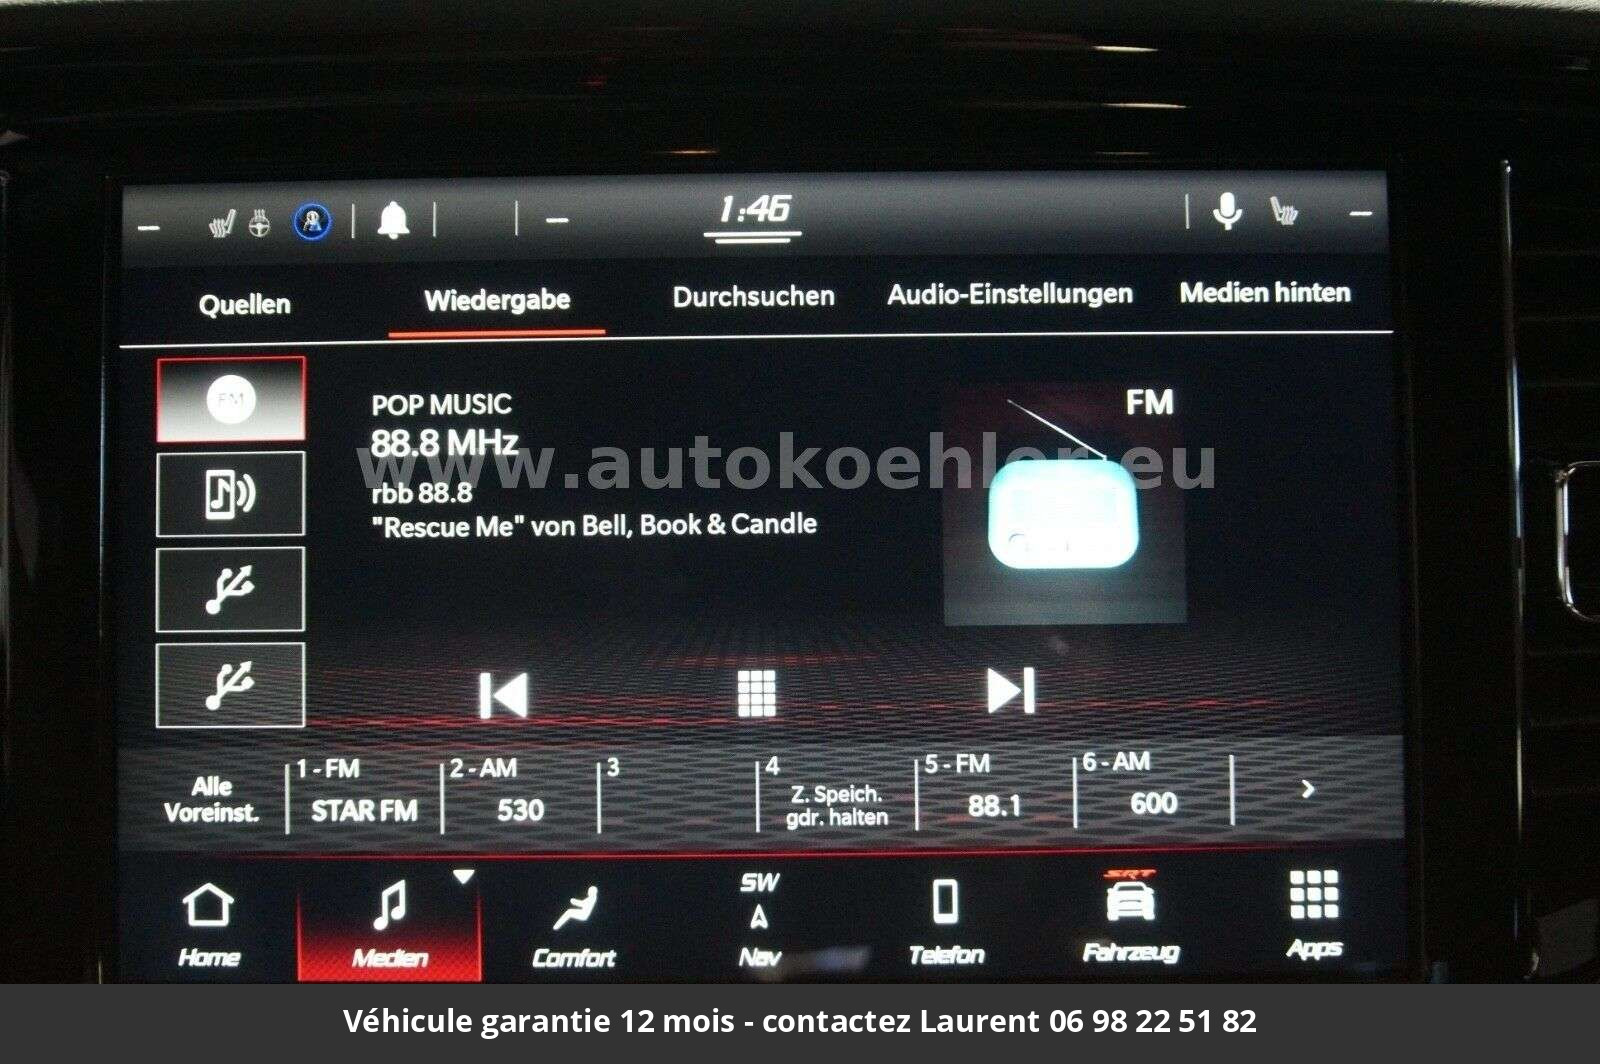 1:46
Quellen Wiedergabe Durchsuchen Audio-Einstellungen Medien hinten
FM
POP MUSIC
FM
88.8 MHz
www.autokoehler.eu
rbb 88.8
"Rescue Me" von Bell, Book & Candle
1 - FM 2 - AM 3 4 5 - FM 6 - AM
Alle
Voreinst.
STAR FM 530 Z. Speich.
gdr. halten
88.1 600
SW
SRT
Home Medien Comfort Nav Telefon Fahrzeug Apps
Véhicule garantie 12 mois - contactez Laurent 06 98 22 51 82